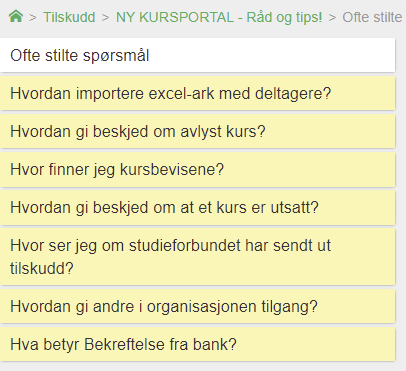 > Tilskudd > NY KURSPORTAL - Råd og tips! > Ofte stilte
Ofte stilte spørsmål
Hvordan importere excel-ark med deltagere?
Hvordan gi beskjed om avlyst kurs?
Hvor finner jeg kursbevisene?
Hvordan gi beskjed om at et kurs er utsatt?
Hvor ser jeg om studieforbundet har sendt ut
tilskudd?
Hvordan gi andre i organisasjonen tilgang?
Hva betyr Bekreftelse fra bank?